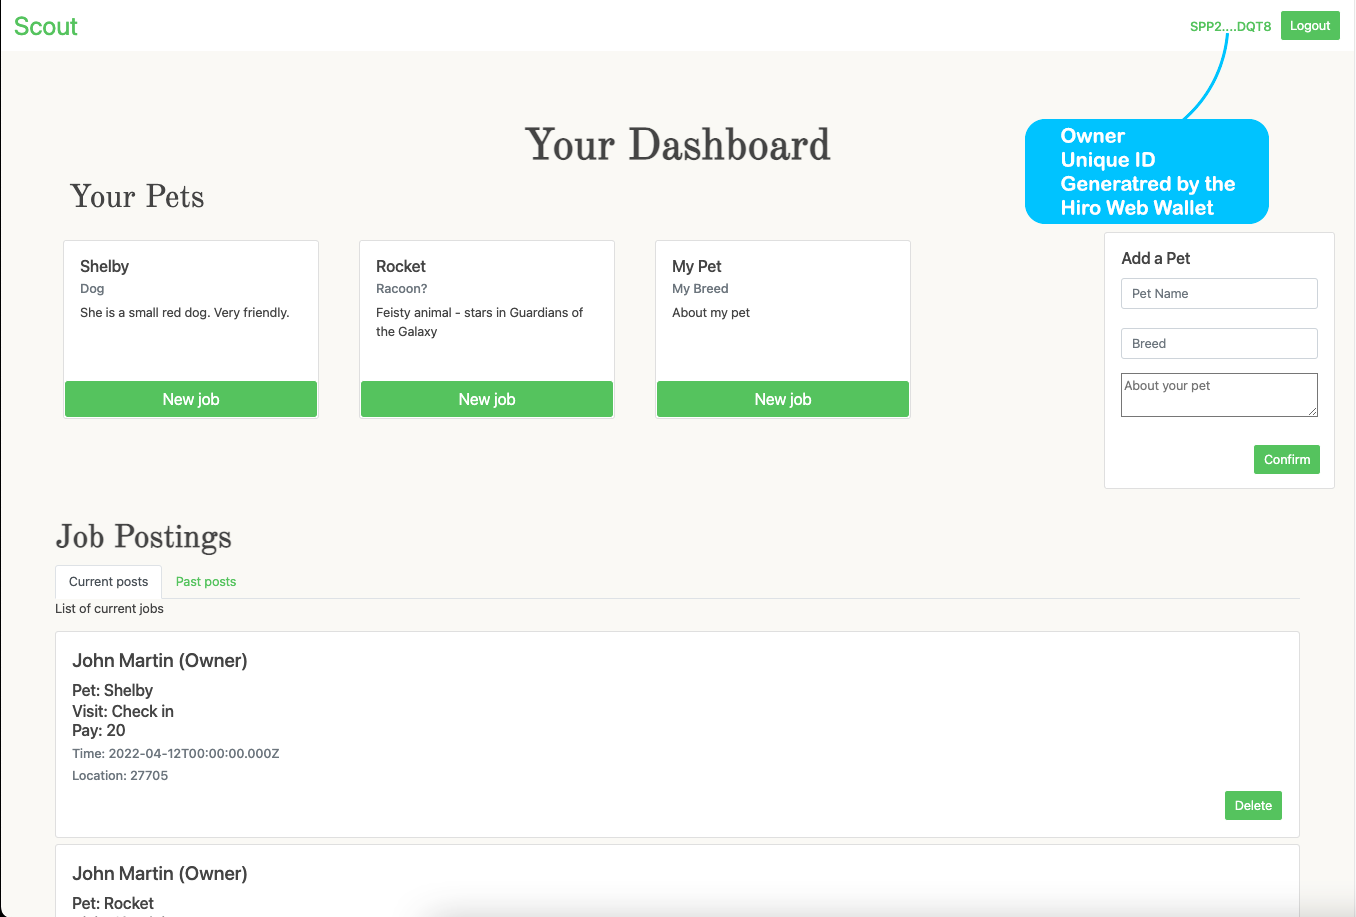 Scout
SPP2....DQT8
Logout
Owner
Unique ID
Generatred by the
Hiro Web Wallet
Your Dashboard
Your Pets
Shelby
Dog
She is a small red dog. Very friendly.
New job
Rocket
Racoon?
Feisty animal - stars in Guardians of
the Galaxy
New job
My Pet
My Breed
About my pet
New job
Add a Pet
Pet Name
Breed
About your pet
Confirm
Job Postings
Current posts
Past posts
List of current jobs
John Martin (Owner)
Pet: Shelby
Visit: Check in
Pay: 20
Time: 2022-04-12T00:00:00.000Z
Location: 27705
Delete
John Martin (Owner)
Pet: Rocket